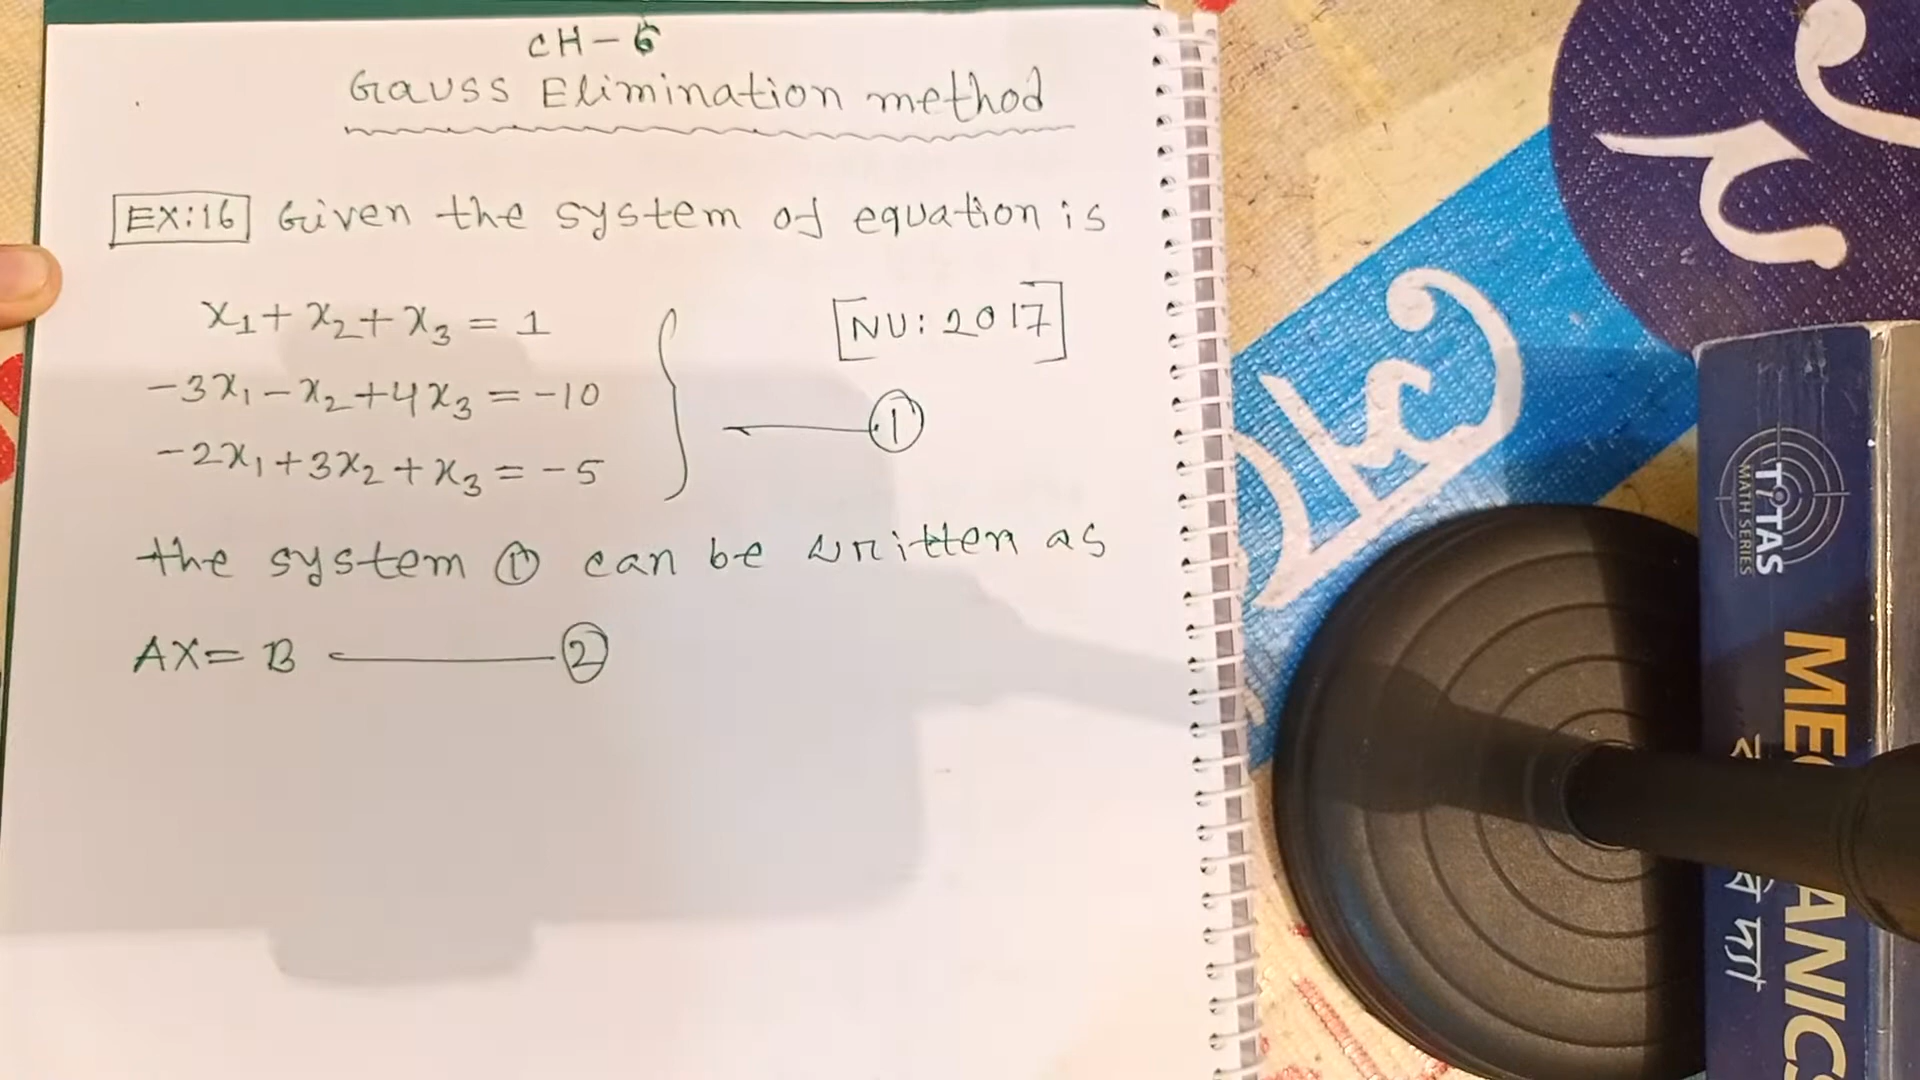 CH-6
Gauss Elimination method
EX:16 Given the system of equation is
x₁ + x₂ + x₃ = 1
[NU: 2017]
-3x₁ - x₂ + 4x₃ = -10
①
-2x₁ + 3x₂ + x₃ = -5
the system ① can be written as
AX = B ②
TITAS
MATH SERIES